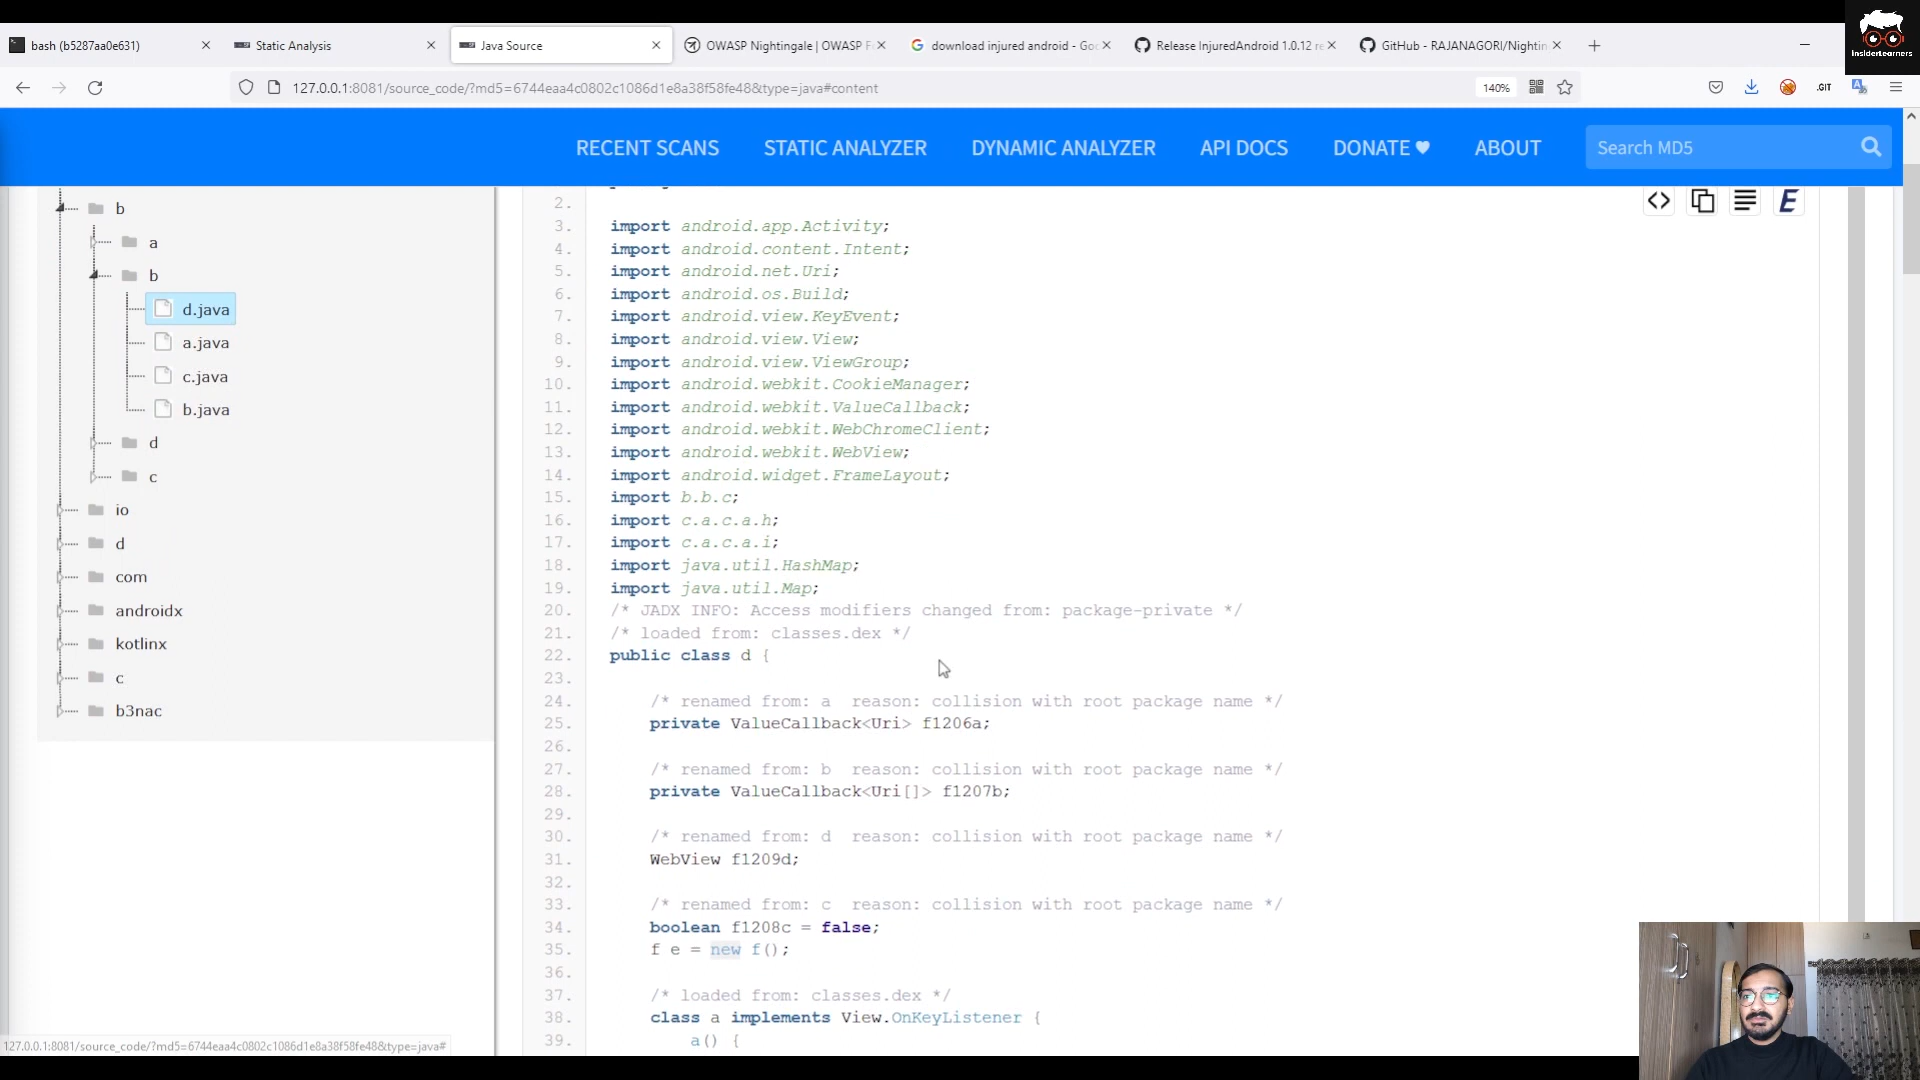 bash (b5287aa0e631)
Static Analysis
Java Source
OWASP Nightingale | OWASP F
download injured android - Goo
Release InjuredAndroid 1.0.12 re
GitHub - RAJANAGORI/Nightin
InsiderLearners
127.0.0.1:8081/source_code/?md5=6744eaa4c0802c1086d1e8a38f58fe48&type=java#content
140%
.GIT
RECENT SCANS
STATIC ANALYZER
DYNAMIC ANALYZER
API DOCS
DONATE ♥
ABOUT
Search MD5
b
a
b
d.java
a.java
c.java
b.java
d
c
io
d
com
androidx
kotlinx
c
b3nac
<> E
2.
3. import android.app.Activity;
4. import android.content.Intent;
5. import android.net.Uri;
6. import android.os.Build;
7. import android.view.KeyEvent;
8. import android.view.View;
9. import android.view.ViewGroup;
10. import android.webkit.CookieManager;
11. import android.webkit.ValueCallback;
12. import android.webkit.WebChromeClient;
13. import android.webkit.WebView;
14. import android.widget.FrameLayout;
15. import b.b.c;
16. import c.a.c.a.h;
17. import c.a.c.a.i;
18. import java.util.HashMap;
19. import java.util.Map;
20. /* JADX INFO: Access modifiers changed from: package-private */
21. /* loaded from: classes.dex */
22. public class d {
23.
24. /* renamed from: a  reason: collision with root package name */
25. private ValueCallback<Uri> f1206a;
26.
27. /* renamed from: b  reason: collision with root package name */
28. private ValueCallback<Uri[]> f1207b;
29.
30. /* renamed from: d  reason: collision with root package name */
31. WebView f1209d;
32.
33. /* renamed from: c  reason: collision with root package name */
34. boolean f1208c = false;
35. f e = new f();
36.
37. /* loaded from: classes.dex */
38. class a implements View.OnKeyListener {
39. a() {
127.0.0.1:8081/source_code/?md5=6744eaa4c0802c1086d1e8a38f58fe48&type=java#